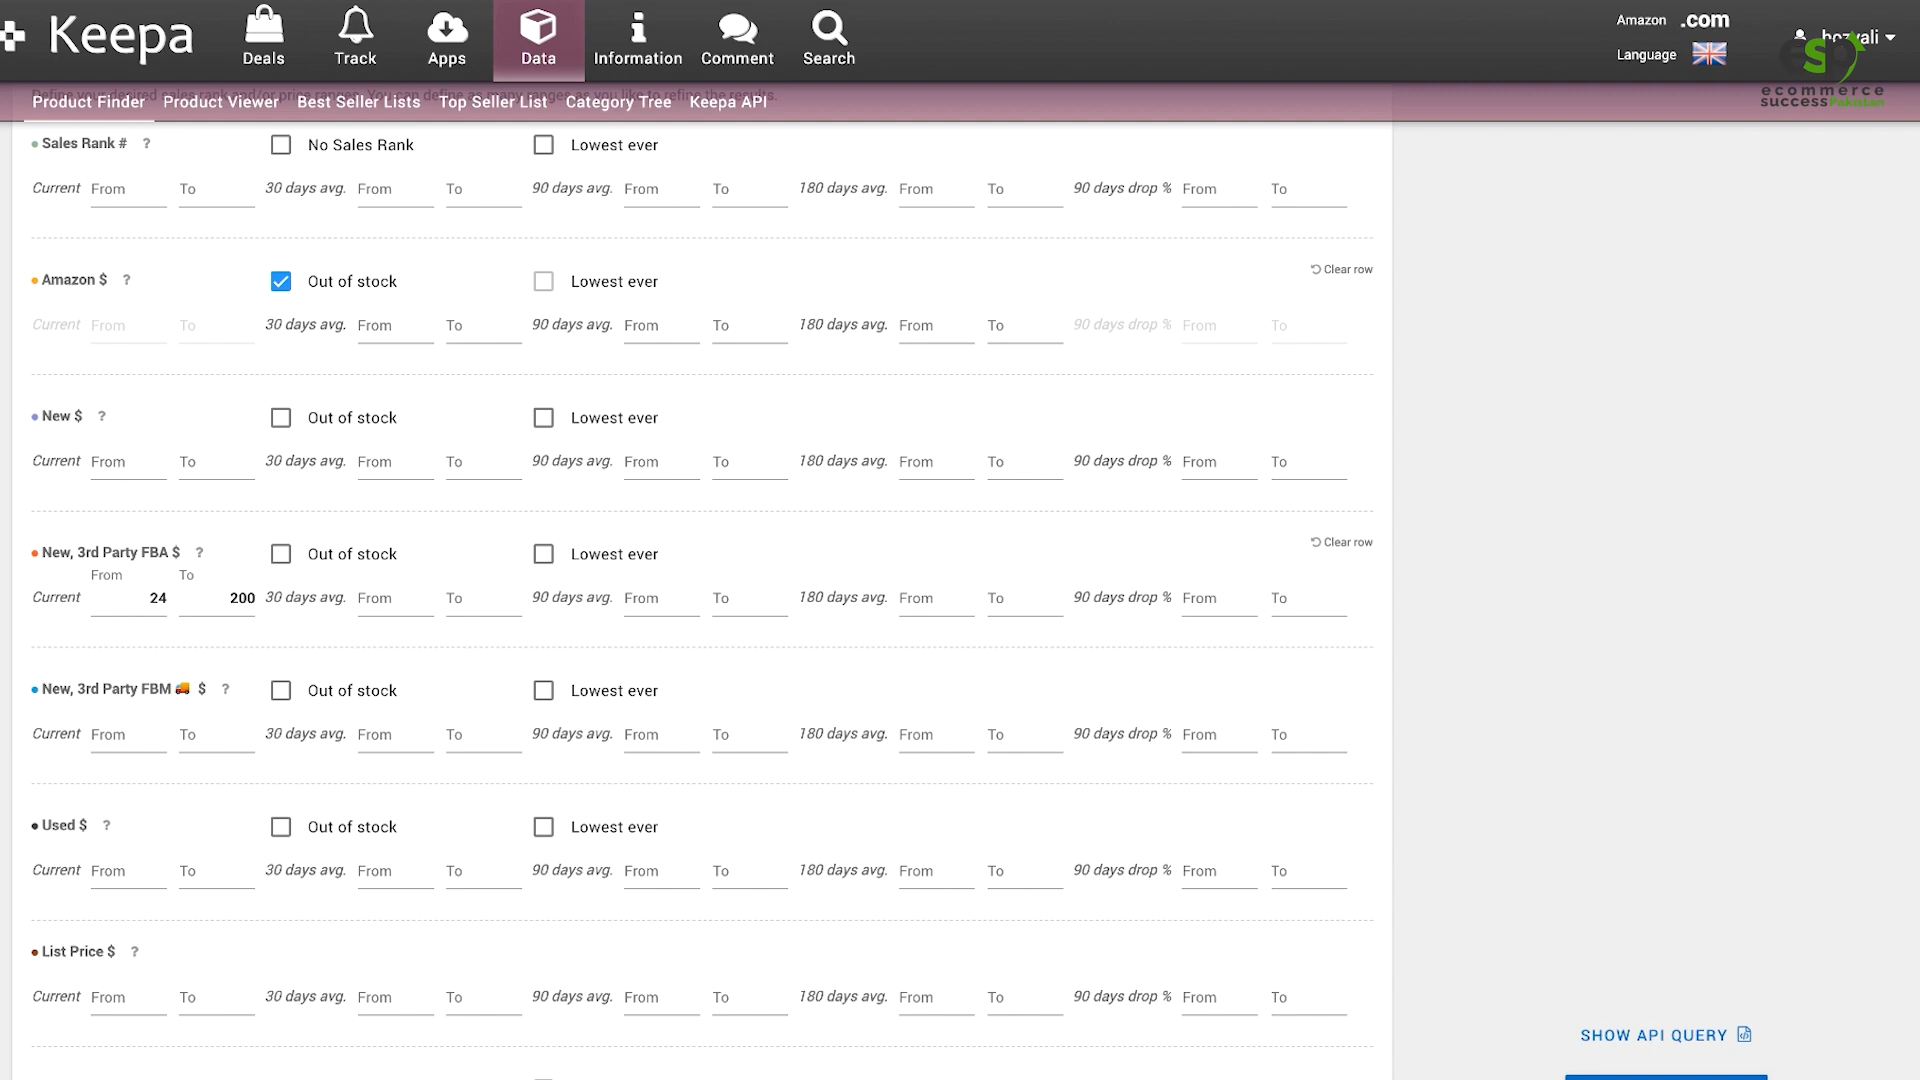 Keepa
Deals
Track
Apps
Data
Information
Comment
Search
Amazon .com
Language
esp
ecommerce
success Pakistan
Product Finder Product Viewer Best Seller Lists Top Seller List Category Tree Keepa API
Sales Rank # ? No Sales Rank Lowest ever
Current From To 30 days avg. From To 90 days avg. From To 180 days avg. From To 90 days drop % From To
Amazon $ ? Out of stock Lowest ever Clear row
Current From To 30 days avg. From To 90 days avg. From To 180 days avg. From To 90 days drop % From To
New $ ? Out of stock Lowest ever
Current From To 30 days avg. From To 90 days avg. From To 180 days avg. From To 90 days drop % From To
New, 3rd Party FBA $ ? Out of stock Lowest ever Clear row
From To
Current 24 200 30 days avg. From To 90 days avg. From To 180 days avg. From To 90 days drop % From To
New, 3rd Party FBM 🚚 $ ? Out of stock Lowest ever
Current From To 30 days avg. From To 90 days avg. From To 180 days avg. From To 90 days drop % From To
Used $ ? Out of stock Lowest ever
Current From To 30 days avg. From To 90 days avg. From To 180 days avg. From To 90 days drop % From To
List Price $ ?
Current From To 30 days avg. From To 90 days avg. From To 180 days avg. From To 90 days drop % From To
SHOW API QUERY